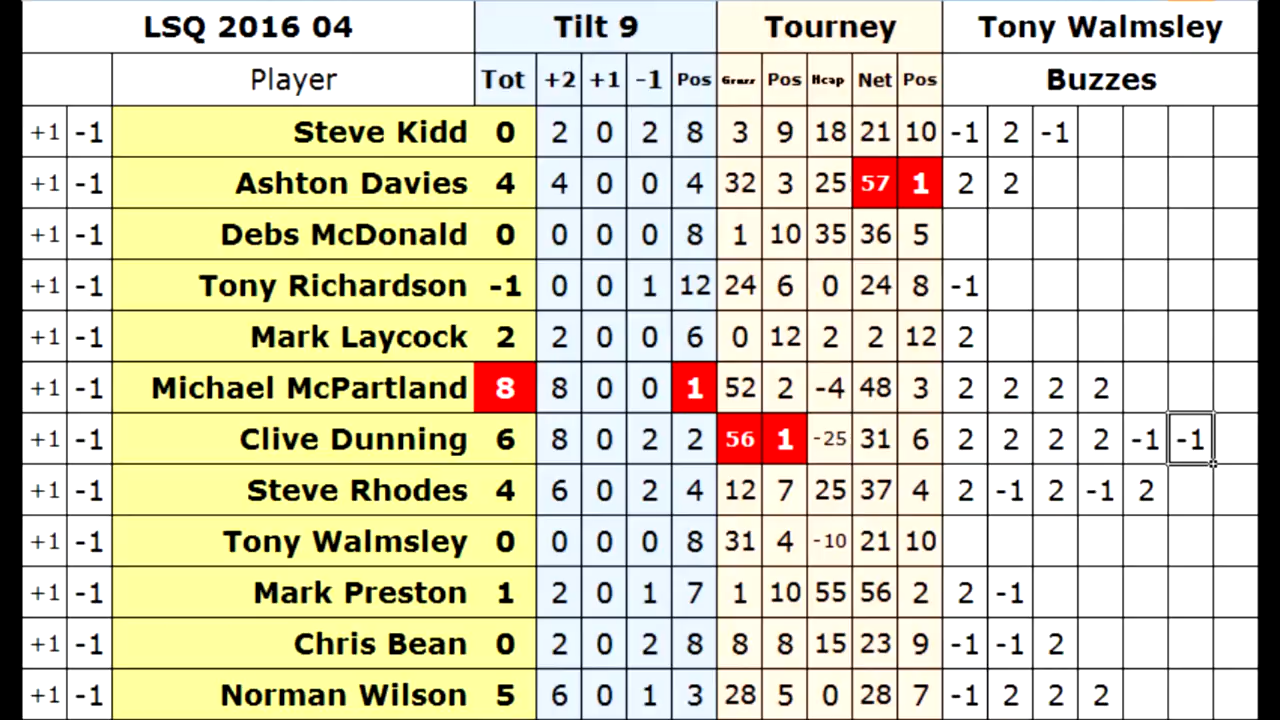 LSQ 2016 04 Tilt 9 Tourney Tony Walmsley
Player Tot +2 +1 -1 Pos Gross Pos Hcap Net Pos Buzzes
+1 -1 Steve Kidd 0 2 0 2 8 3 9 18 21 10 -1 2 -1
+1 -1 Ashton Davies 4 4 0 0 4 32 3 25 57 1 2 2
+1 -1 Debs McDonald 0 0 0 0 8 1 10 35 36 5
+1 -1 Tony Richardson -1 0 0 1 12 24 6 0 24 8 -1
+1 -1 Mark Laycock 2 2 0 0 6 0 12 2 2 12 2
+1 -1 Michael McPartland 8 8 0 0 1 52 2 -4 48 3 2 2 2 2
+1 -1 Clive Dunning 6 8 0 2 2 56 1 -25 31 6 2 2 2 2 -1 -1
+1 -1 Steve Rhodes 4 6 0 2 4 12 7 25 37 4 2 -1 2 -1 2
+1 -1 Tony Walmsley 0 0 0 0 8 31 4 -10 21 10
+1 -1 Mark Preston 1 2 0 1 7 1 10 55 56 2 2 -1
+1 -1 Chris Bean 0 2 0 2 8 8 8 15 23 9 -1 -1 2
+1 -1 Norman Wilson 5 6 0 1 3 28 5 0 28 7 -1 2 2 2